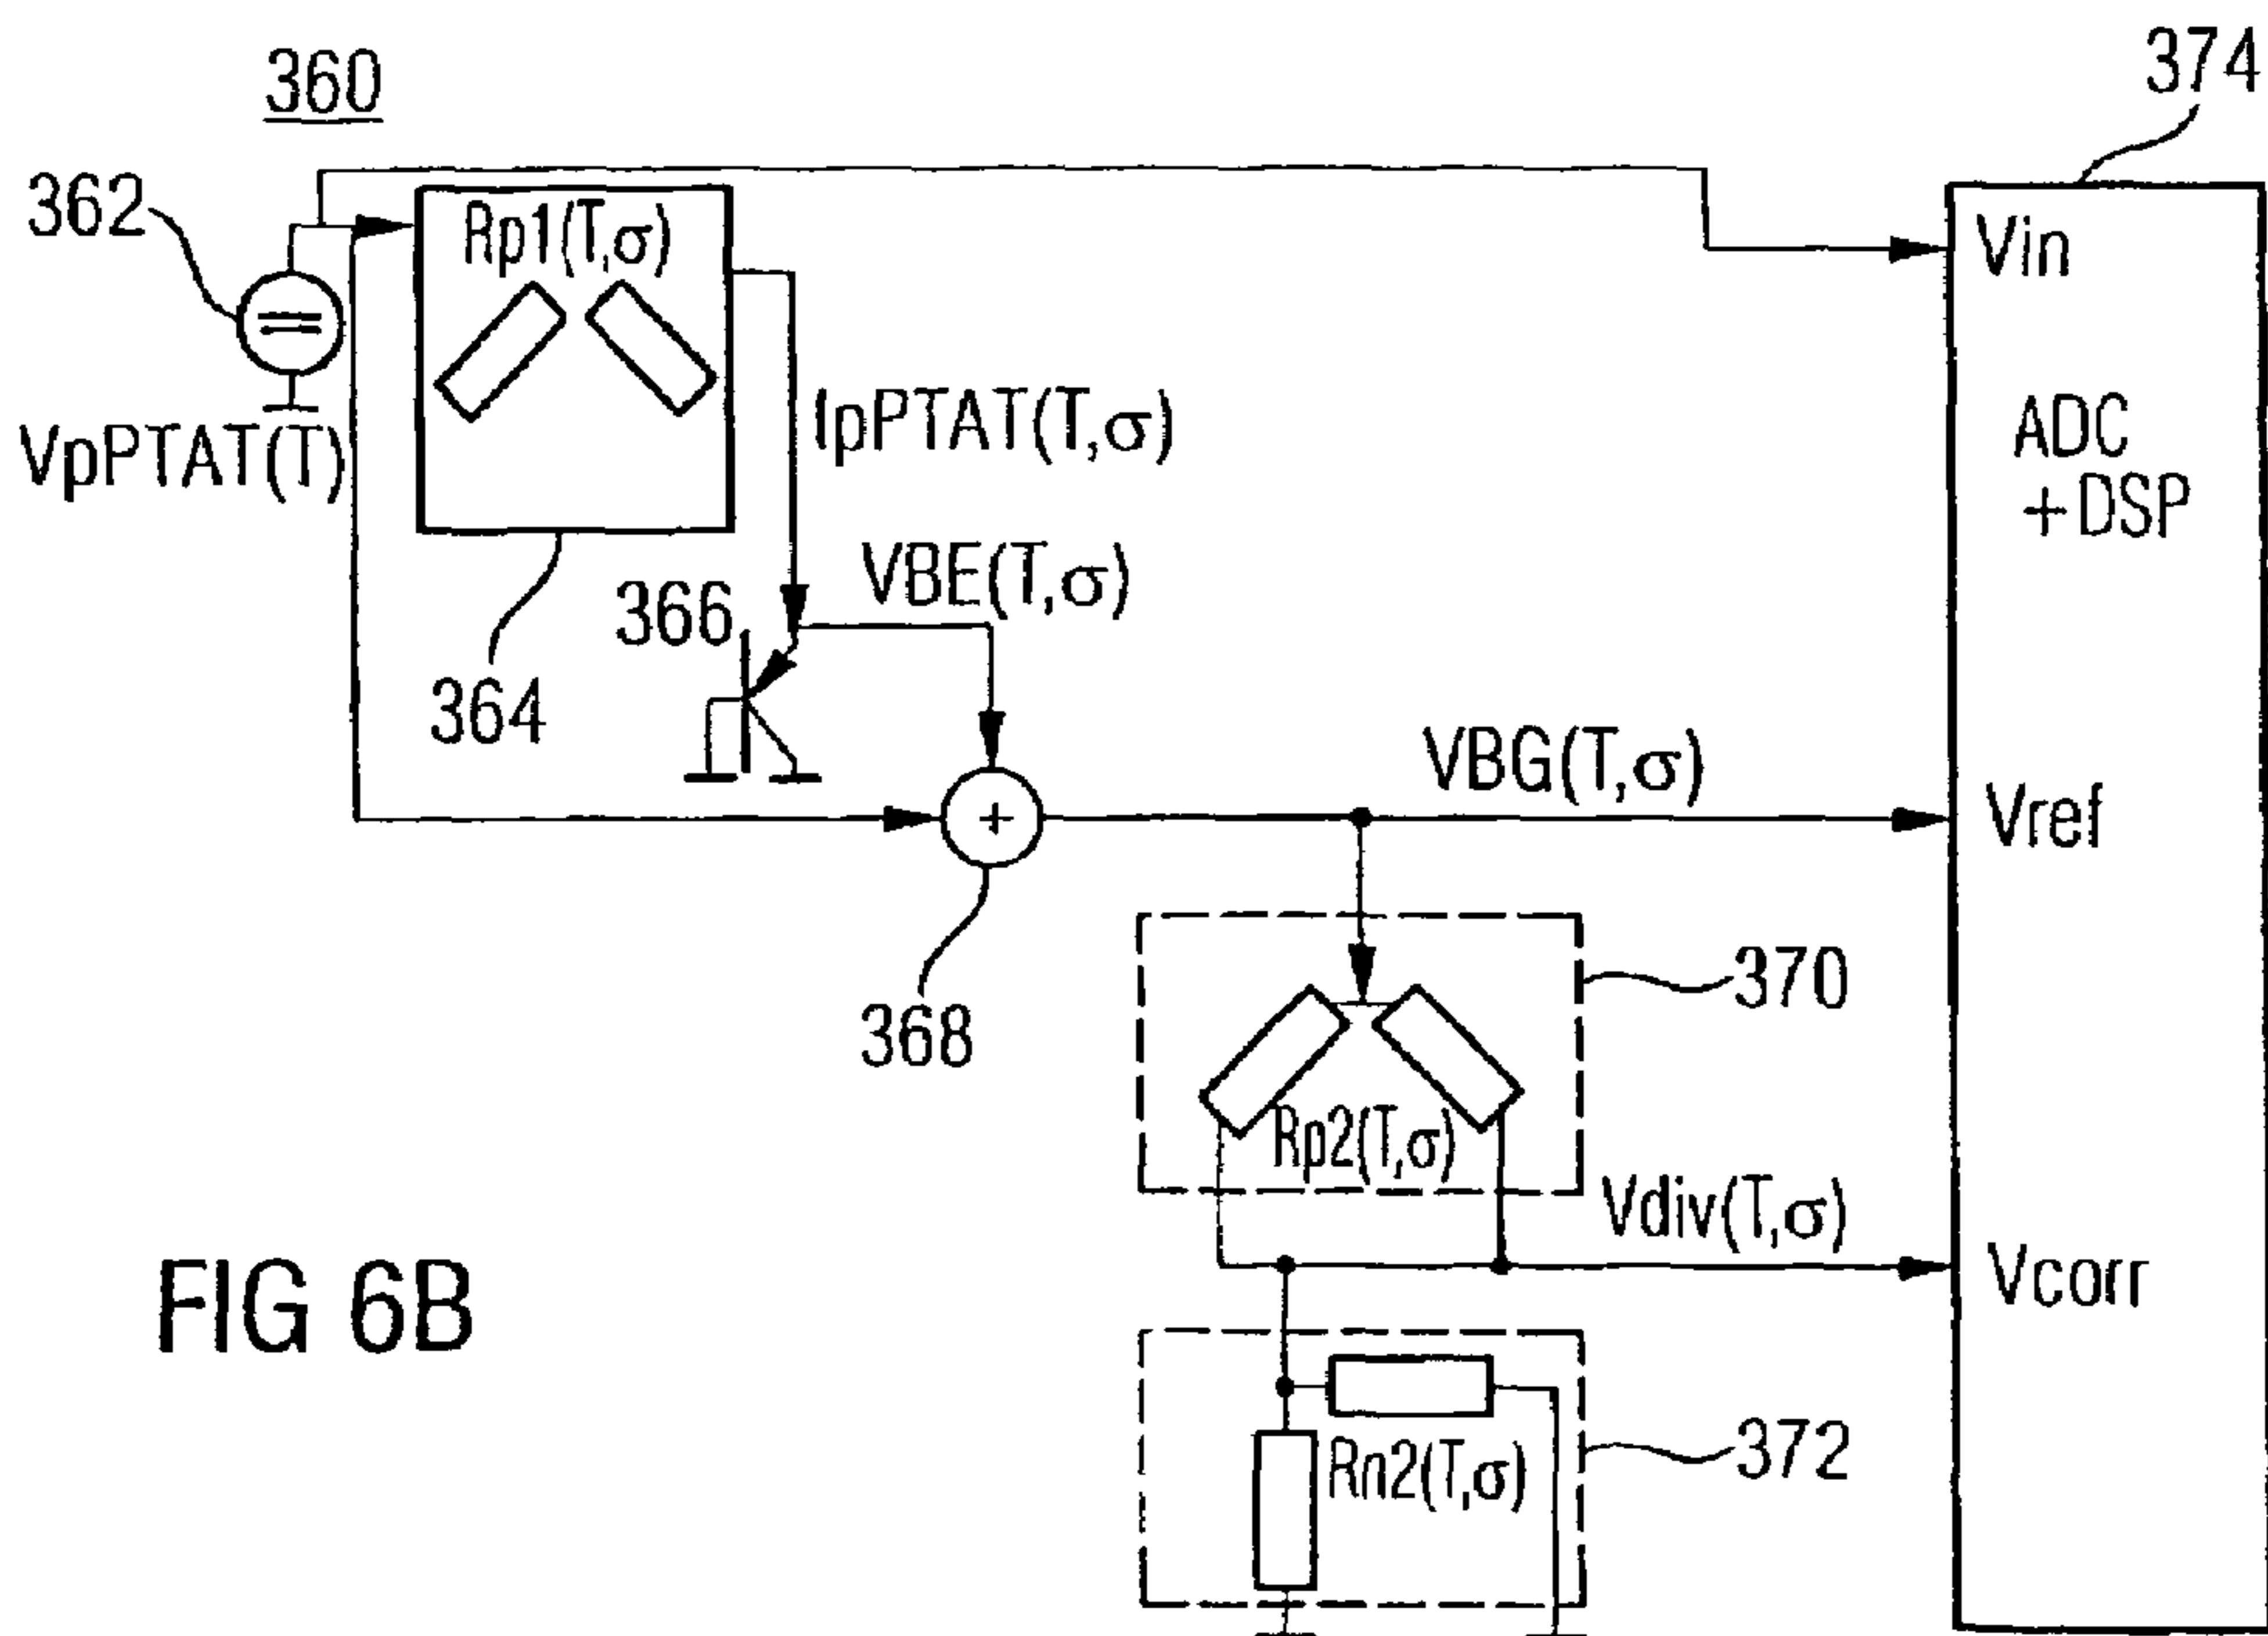 360
374
362
Rp1(T,σ)
Vin
VpPTAT(T)
IpPTAT(T,σ)
ADC
+DSP
VBE(T,σ)
366
364
VBG(T,σ)
Vref
+
368
370
Rp2(T,σ)
Vdiv(T,σ)
Vcorr
FIG 6B
372
Rn2(T,σ)